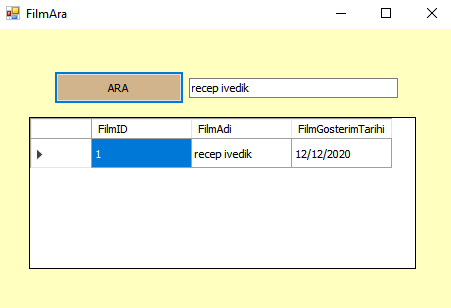 FilmAra
ARA recep ivedik
FilmID FilmAdi FilmGosterimTarihi
1 recep ivedik 12/12/2020